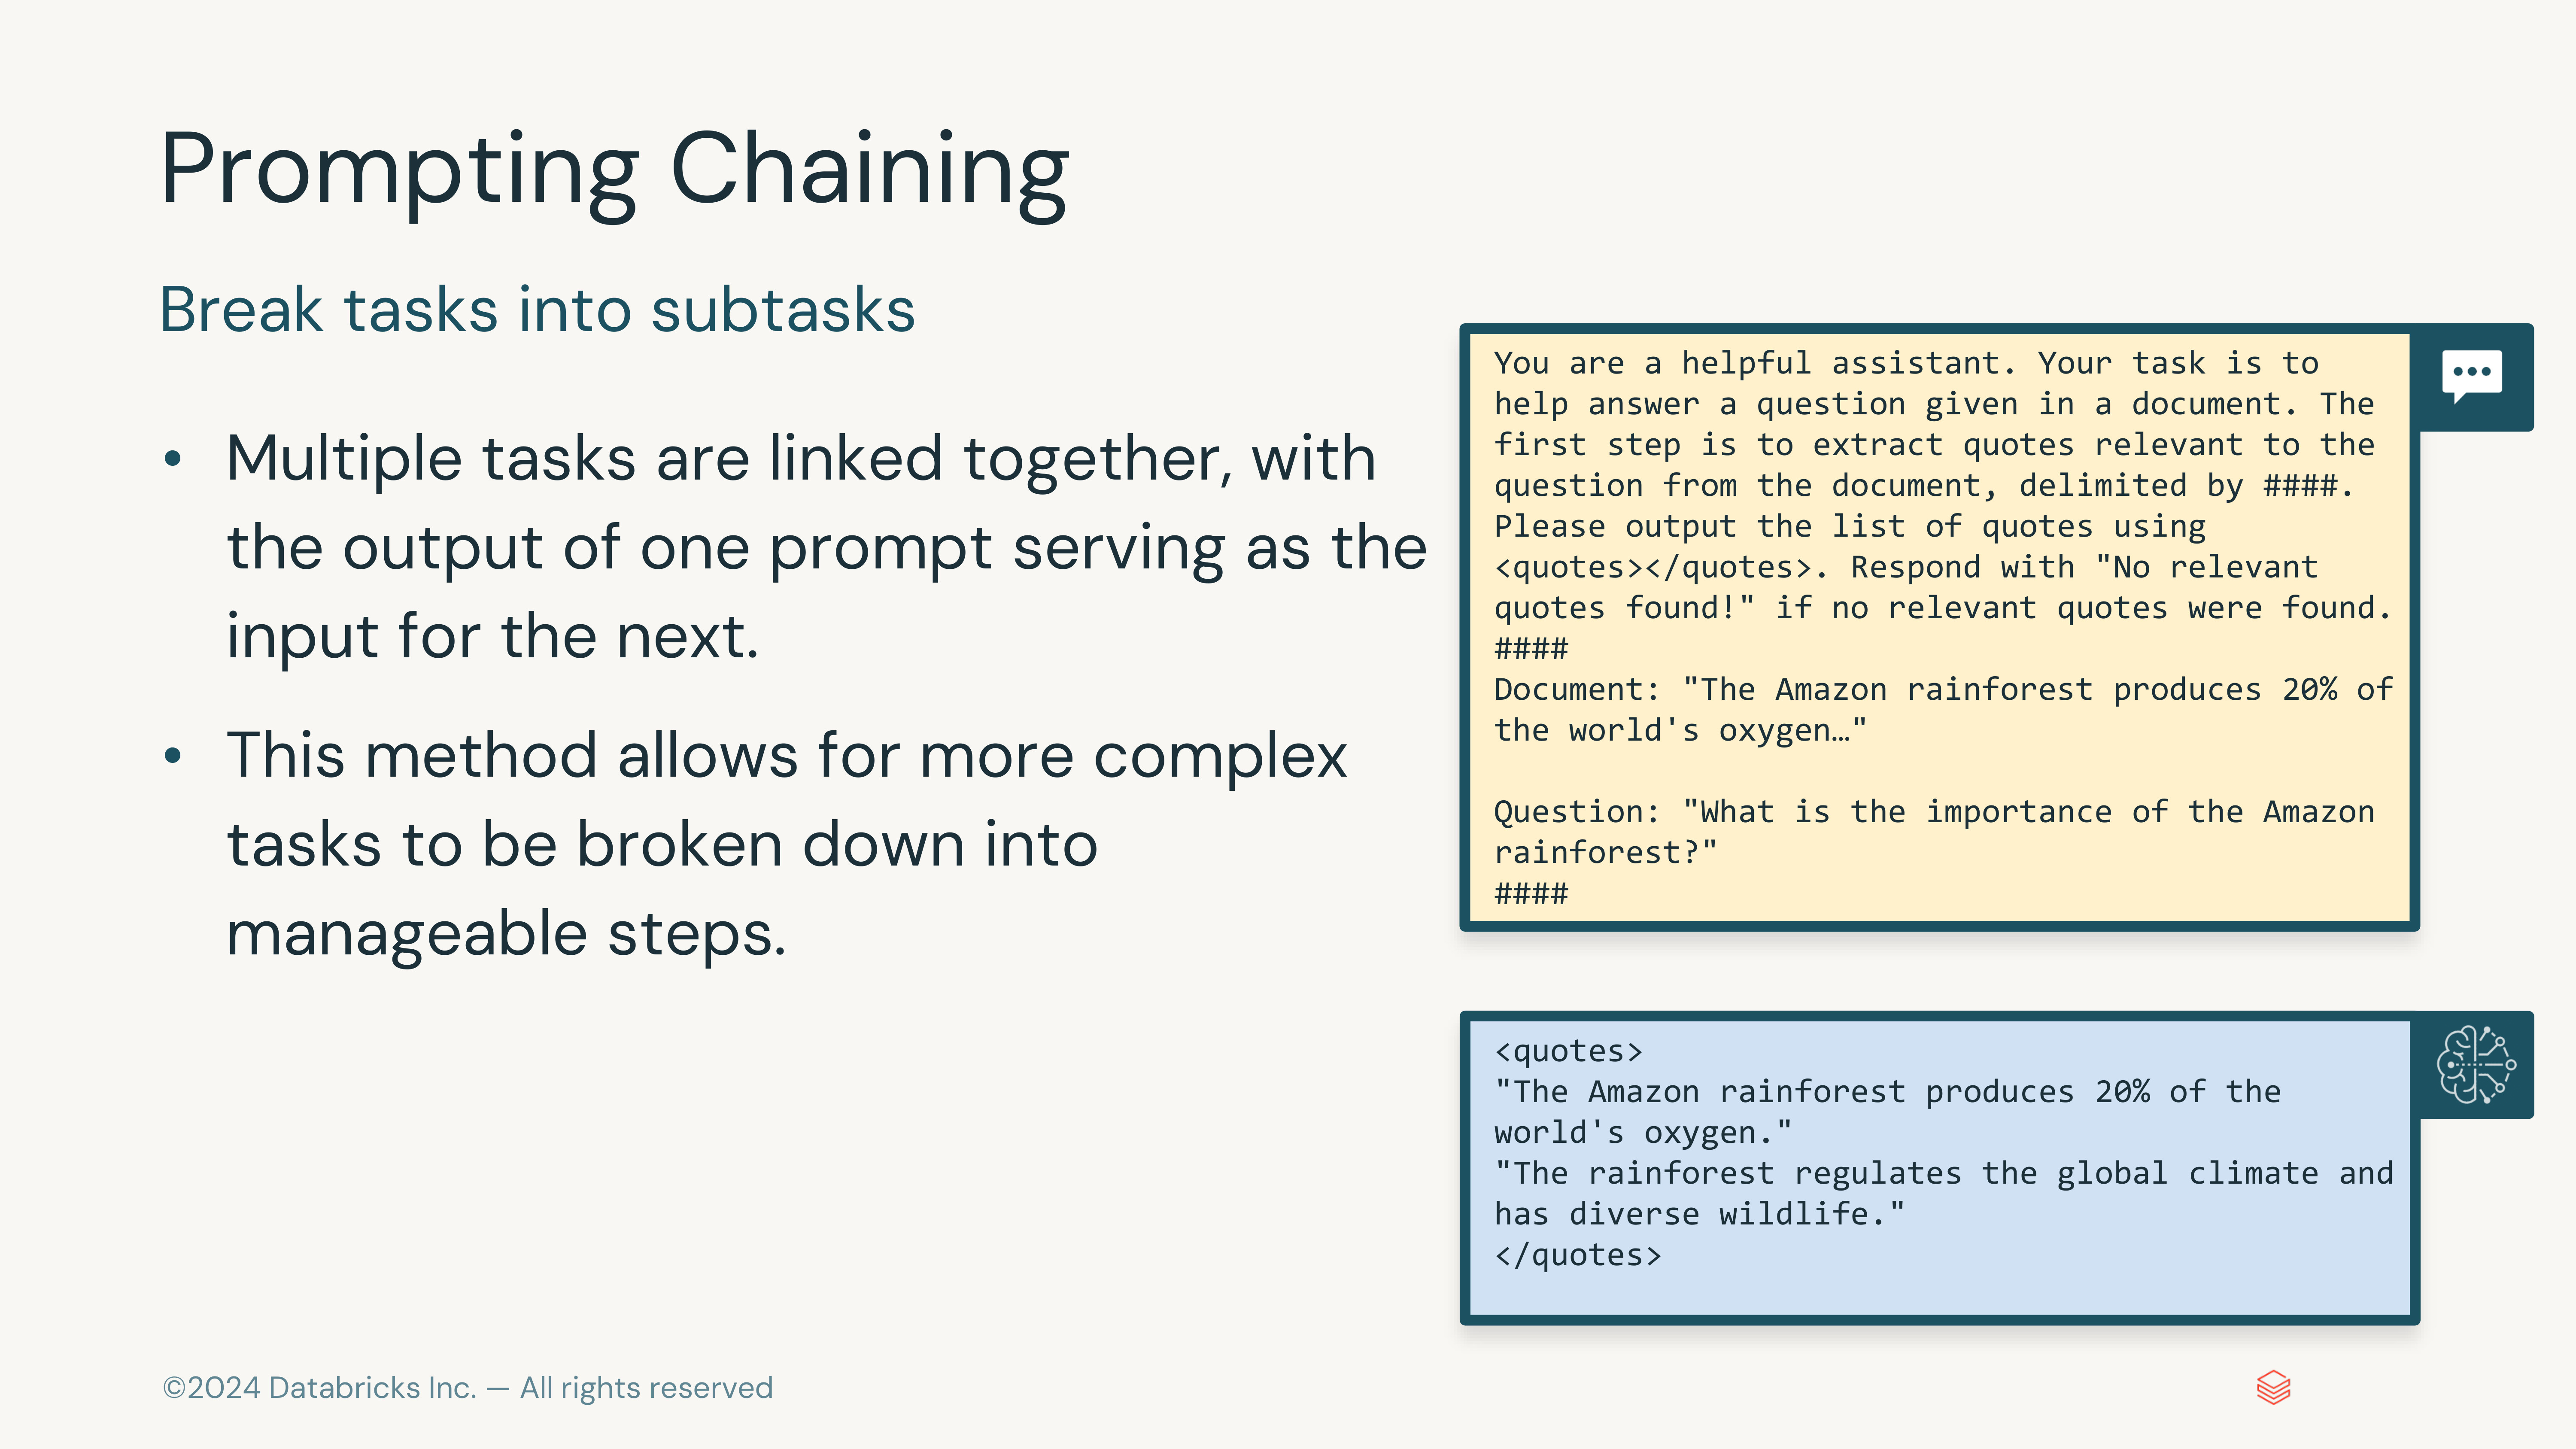 Prompting Chaining
Break tasks into subtasks
• Multiple tasks are linked together, with
the output of one prompt serving as the
input for the next.
• This method allows for more complex
tasks to be broken down into
manageable steps.
You are a helpful assistant. Your task is to
help answer a question given in a document. The
first step is to extract quotes relevant to the
question from the document, delimited by ####.
Please output the list of quotes using
<quotes></quotes>. Respond with "No relevant
quotes found!" if no relevant quotes were found.
####
Document: "The Amazon rainforest produces 20% of
the world's oxygen…"
Question: "What is the importance of the Amazon
rainforest?"
####
<quotes>
"The Amazon rainforest produces 20% of the
world's oxygen."
"The rainforest regulates the global climate and
has diverse wildlife."
</quotes>
©2024 Databricks Inc. — All rights reserved